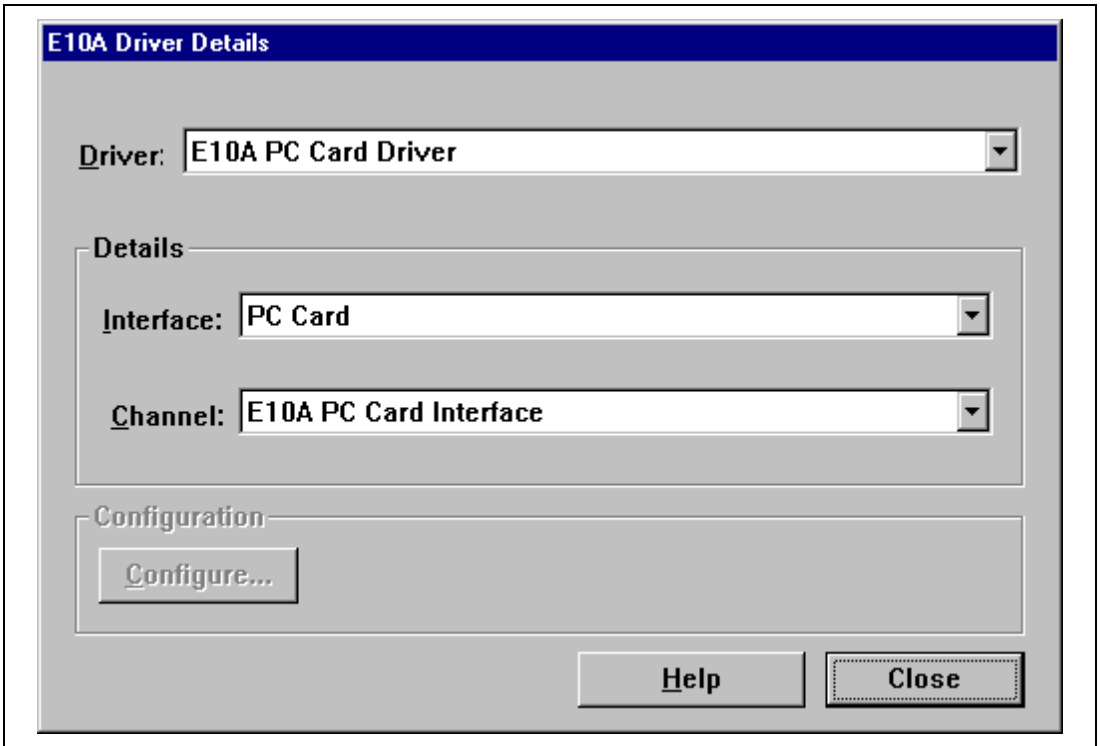 E10A Driver Details
Driver: E10A PC Card Driver
Details
Interface: PC Card
Channel: E10A PC Card Interface
Configuration
Configure...
Help Close